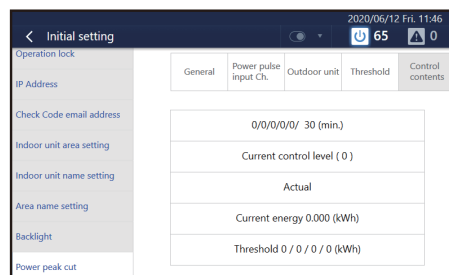 2020/06/12 Fri. 11:46
Initial setting
65
0
Operation lock
IP Address
Check Code email address
Indoor unit area setting
Indoor unit name setting
Area name setting
Backlight
Power peak cut
General
Power pulse
input Ch.
Outdoor unit
Threshold
Control
contents
0/0/0/0/0/ 30 (min.)
Current control level ( 0 )
Actual
Current energy 0.000 (kWh)
Threshold 0 / 0 / 0 / 0 (kWh)